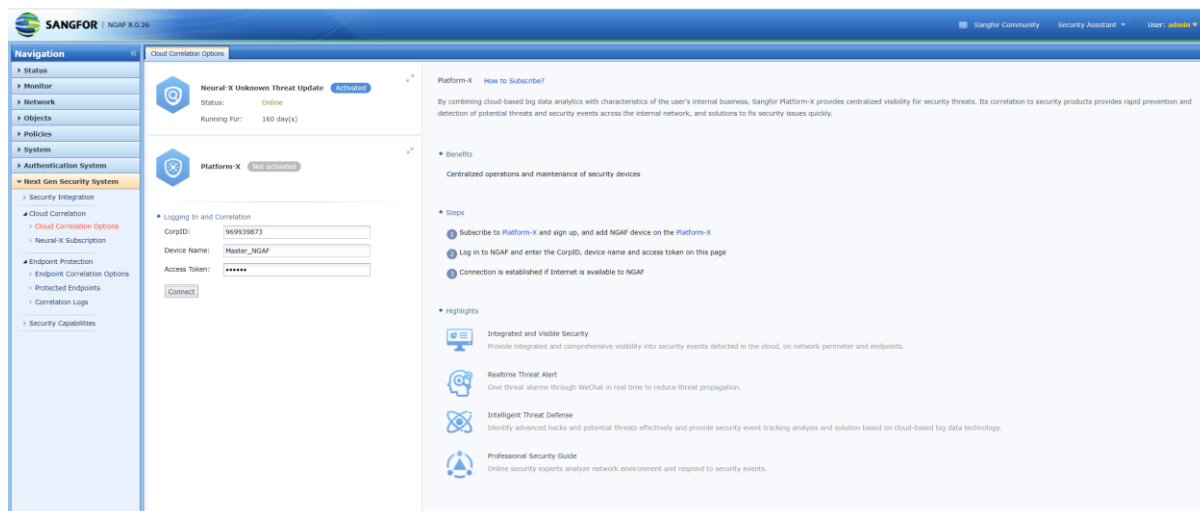 SANGFOR | NGAF 8.0.26
Sangfor Community Security Assistant User: admin
Navigation
Status
Monitor
Network
Objects
Policies
System
Authentication System
Next Gen Security System
Security Integration
Cloud Correlation
Cloud Correlation Options
Neural-X Subscription
Endpoint Protection
Endpoint Correlation Options
Protected Endpoints
Correlation Logs
Security Capabilities
Cloud Correlation Options
Neural-X Unknown Threat Update Activated
Status: Online
Running For: 160 day(s)
Platform-X Not activated
Logging In and Correlation
CorpID: 969939873
Device Name: Master_NGAF
Access Token: ••••••
Connect
Platform-X How to Subscribe?
By combining cloud-based big data analytics with characteristics of the user's internal business, Sangfor Platform-X provides centralized visibility for security threats. Its correlation to security products provides rapid prevention and
detection of potential threats and security events across the internal network, and solutions to fix security issues quickly.
Benefits
Centralized operations and maintenance of security devices
Steps
1 Subscribe to Platform-X and sign up, and add NGAF device on the Platform-X
2 Log in to NGAF and enter the CorpID, device name and access token on this page
3 Connection is established if Internet is available to NGAF
Highlights
Integrated and Visible Security
Provide integrated and comprehensive visibility into security events detected in the cloud, on network perimeter and endpoints.
Realtime Threat Alert
Give threat alarms through WeChat in real time to reduce threat propagation.
Intelligent Threat Defense
Identify advanced hacks and potential threats effectively and provide security event tracking analysis and solution based on cloud-based big data technology.
Professional Security Guide
Online security experts analyze network environment and respond to security events.